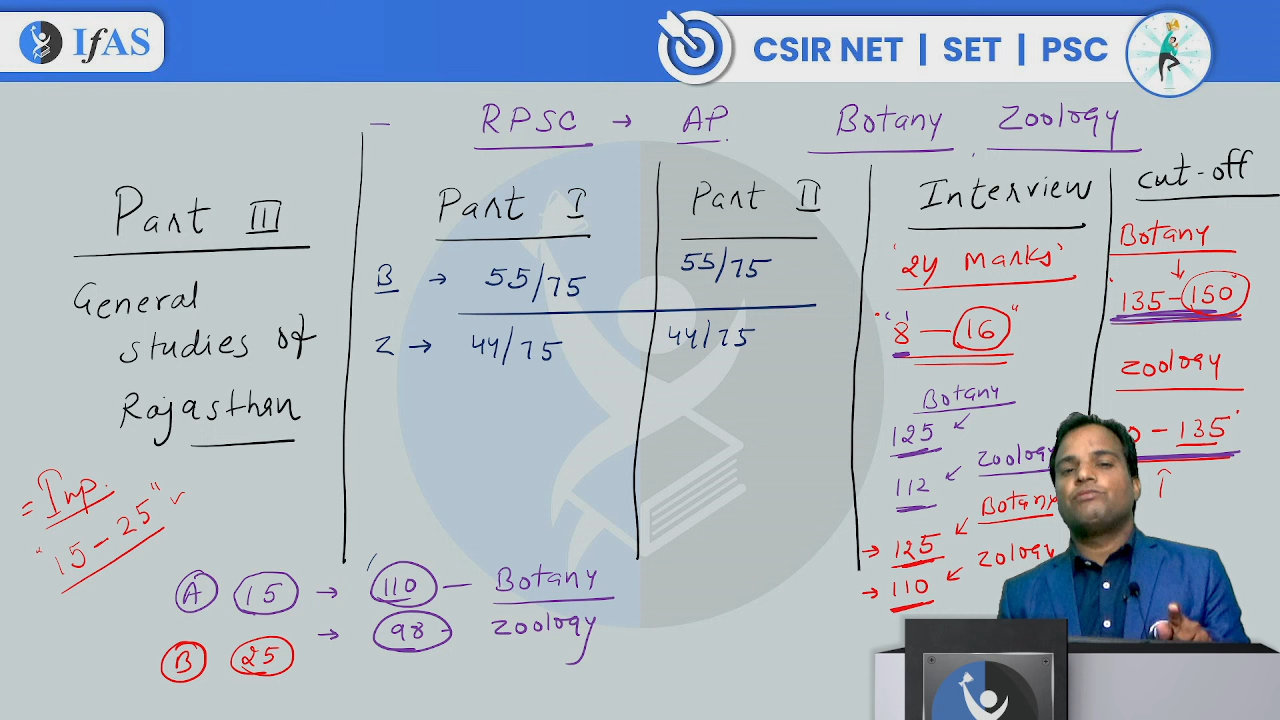 IfAS
CSIR NET | SET | PSC
- RPSC → AP Botany, Zoology
Part III
General
studies of
Rajasthan
= Imp.
"15 - 25" ✓
Part I
B → 55/75
Z → 44/75
Part II
55/75
44/75
Interview
'24 marks'
"8 — 16"
Botany
125 ↙
112 ↙ Zoology
→ 125 ↙ Botany
→ 110 ↙ Zology
cut-off
Botany
↓
"135-150"
Zoology
- 135"
↑
A 15 → 110 — Botany
→ 98 - Zoology
B 25